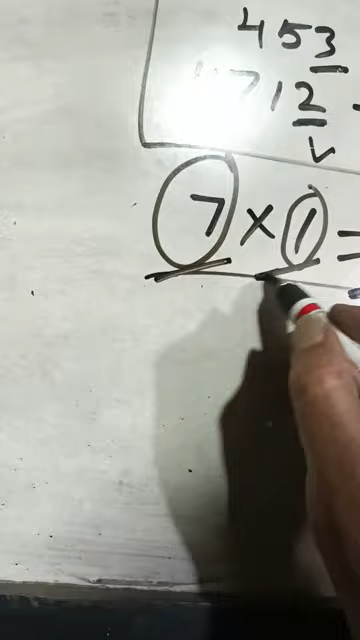 453
712
7 × 1 =